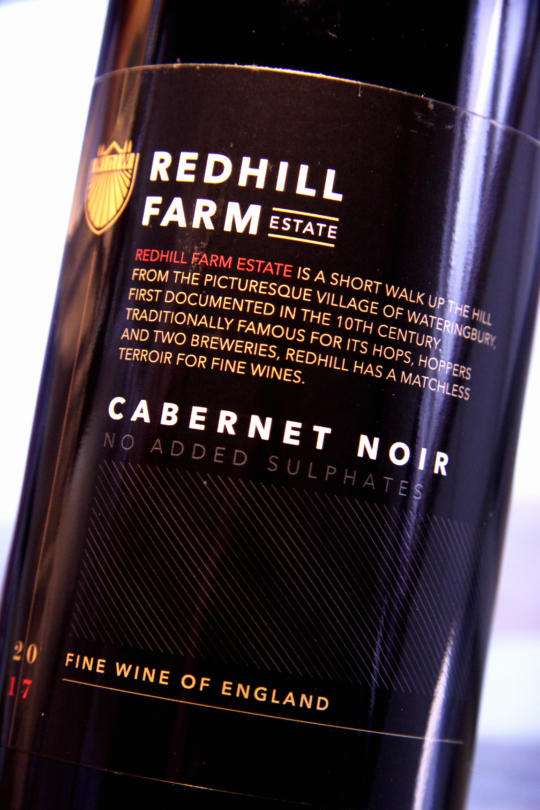 REDHILL
FARM ESTATE
REDHILL FARM ESTATE IS A SHORT WALK UP THE HILL
FROM THE PICTURESQUE VILLAGE OF WATERINGBURY,
FIRST DOCUMENTED IN THE 10TH CENTURY.
TRADITIONALLY FAMOUS FOR ITS HOPS, HOPPERS
AND TWO BREWERIES, REDHILL HAS A MATCHLESS
TERROIR FOR FINE WINES.
CABERNET NOIR
NO ADDED SULPHATES
20
17
FINE WINE OF ENGLAND